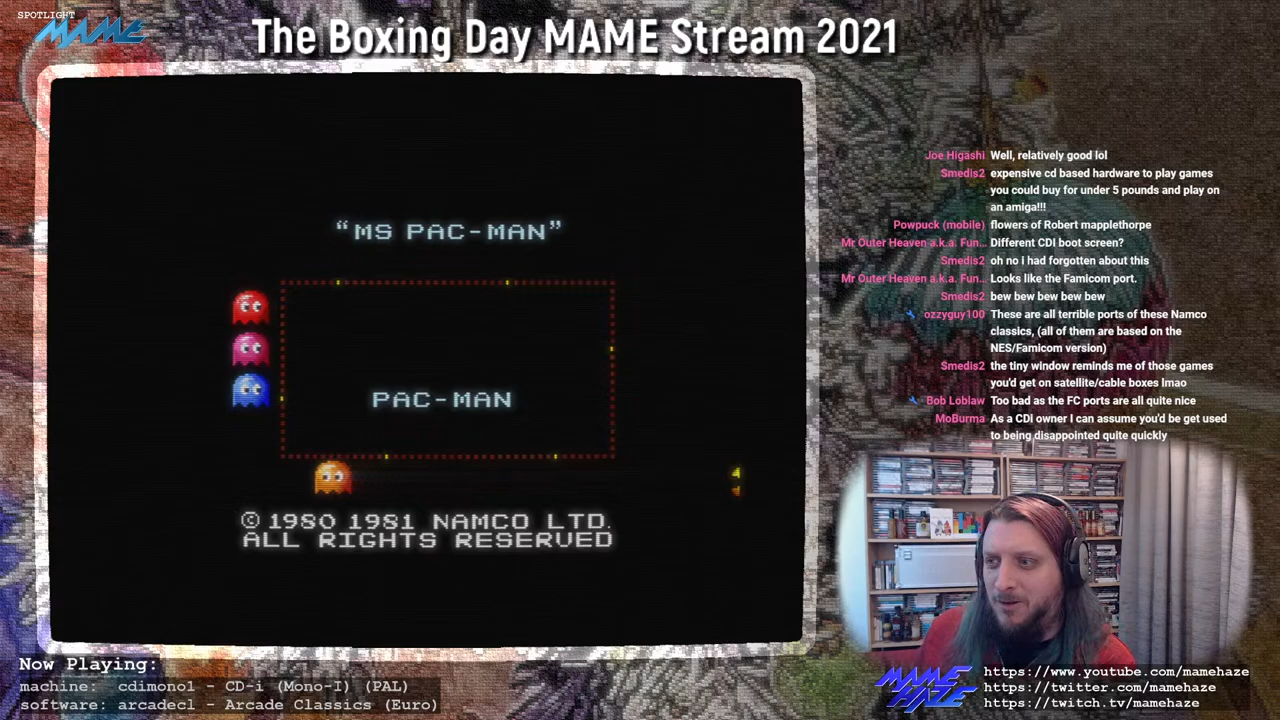 SPOTLIGHT
MAME
The Boxing Day MAME Stream 2021
“MS PAC-MAN”
PAC-MAN
© 1980 1981 NAMCO LTD.
ALL RIGHTS RESERVED
Joe Higashi Well, relatively good lol
Smedis2 expensive cd based hardware to play games
you could buy for under 5 pounds and play on
an amiga!!!
Powpuck (mobile) flowers of Robert mapplethorpe
Mr Outer Heaven a.k.a. Fun... Different CDI boot screen?
Smedis2 oh no i had forgotten about this
Mr Outer Heaven a.k.a. Fun... Looks like the Famicom port.
Smedis2 bew bew bew bew bew
ozzyguy100 These are all terrible ports of these Namco
classics, (all of them are based on the
NES/Famicom version)
Smedis2 the tiny window reminds me of those games
you'd get on satellite/cable boxes lmao
Bob Loblaw Too bad as the FC ports are all quite nice
MoBurma As a CDi owner I can assume you'd be get used
to being disappointed quite quickly
Now Playing:
machine: cdimono1 - CD-i (Mono-I) (PAL)
software: arcadecl - Arcade Classics (Euro)
MAME
HAZE
https://www.youtube.com/mamehaze
https://twitter.com/mamehaze
https://twitch.tv/mamehaze